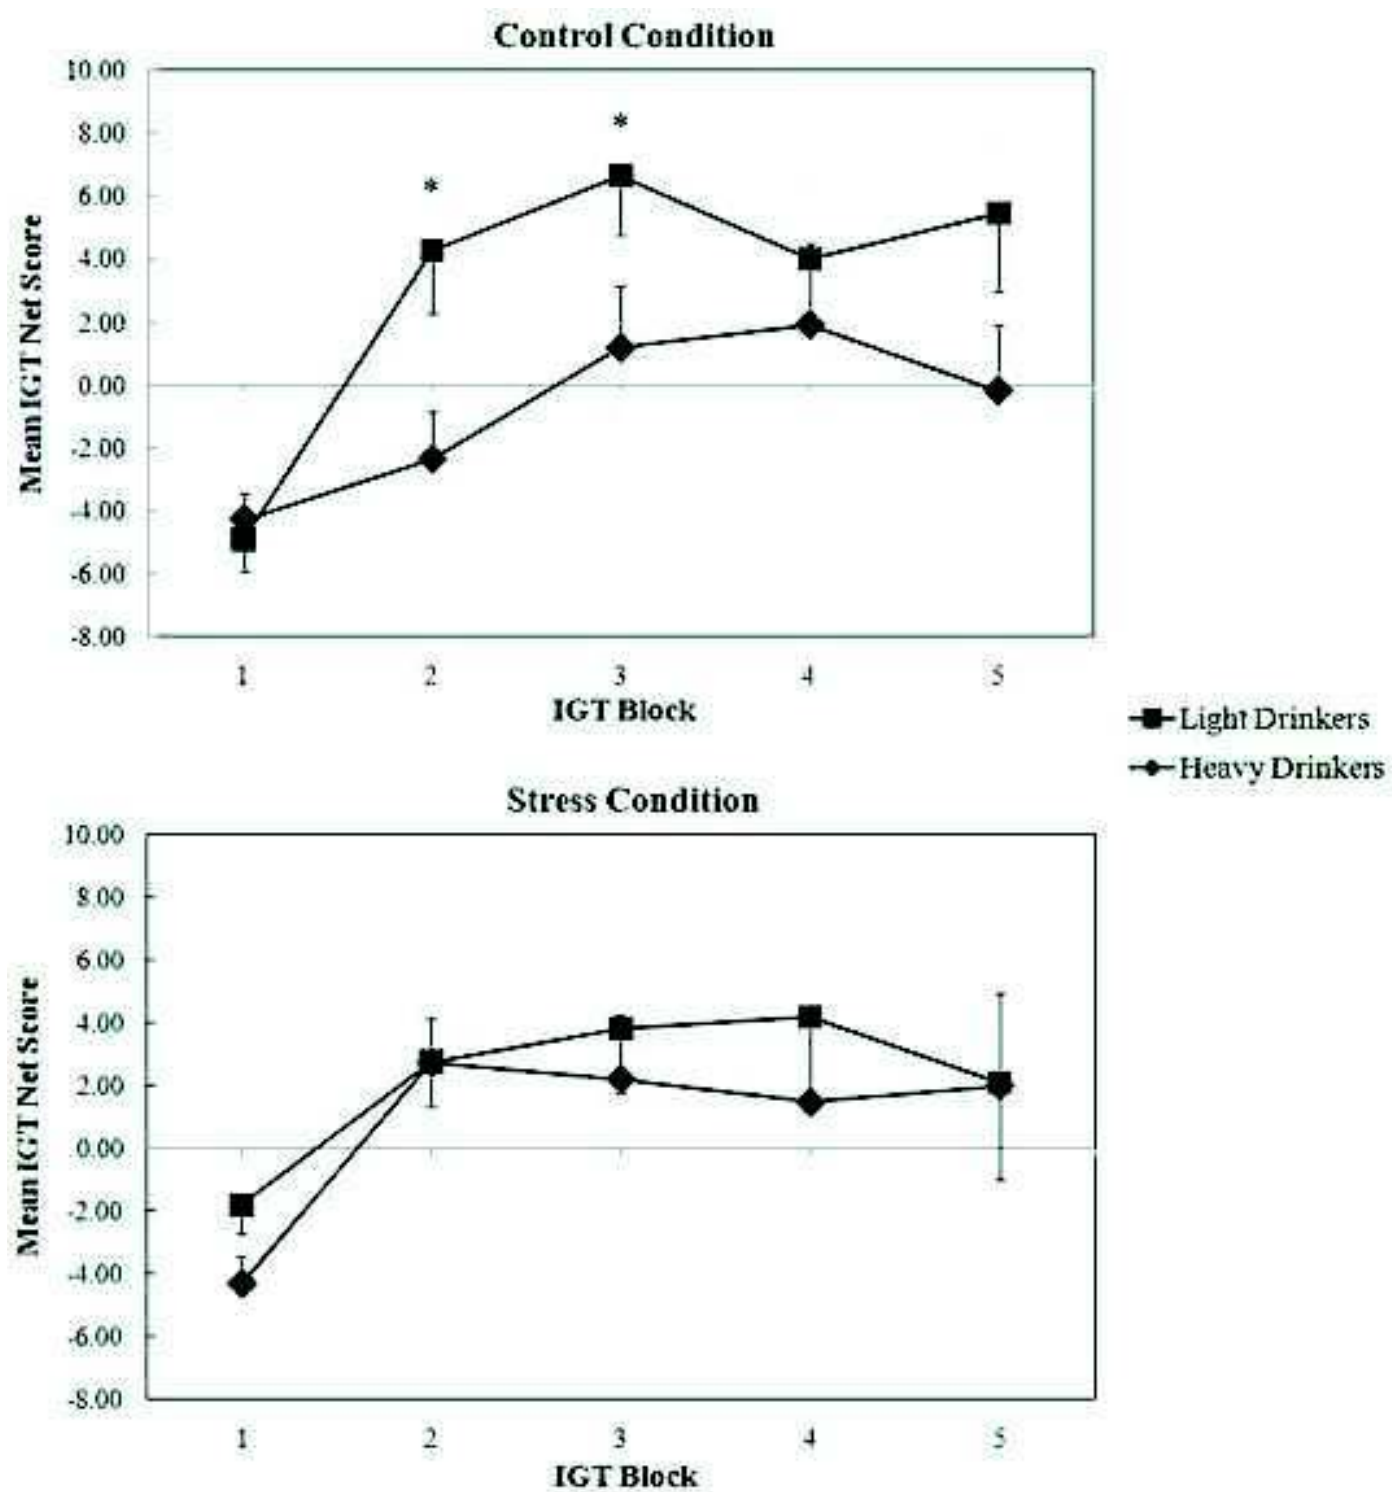 Control Condition
10.00
8.00
6.00
4.00
2.00
0.00
-2.00
-4.00
-6.00
-8.00
Mean IGT Net Score
*
*
1 2 3 4 5
IGT Block
Light Drinkers
Heavy Drinkers
Stress Condition
10.00
8.00
6.00
4.00
2.00
0.00
-2.00
-4.00
-6.00
-8.00
Mean IGT Net Score
1 2 3 4 5
IGT Block